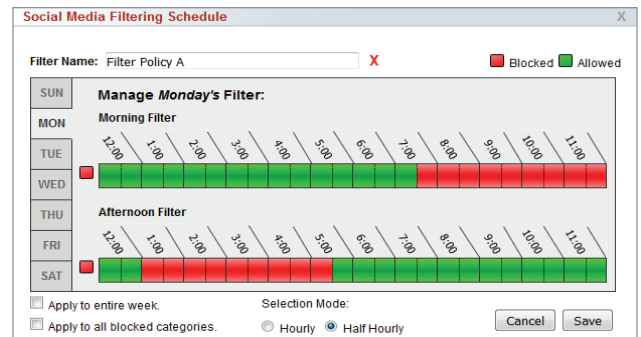 Social Media Filtering Schedule X
Filter Name: Filter Policy A X Blocked Allowed
SUN
MON
TUE
WED
THU
FRI
SAT
Manage Monday's Filter:
Morning Filter
12:00 1:00 2:00 3:00 4:00 5:00 6:00 7:00 8:00 9:00 10:00 11:00
Afternoon Filter
12:00 1:00 2:00 3:00 4:00 5:00 6:00 7:00 8:00 9:00 10:00 11:00
Apply to entire week.
Apply to all blocked categories.
Selection Mode:
Hourly Half Hourly
Cancel Save